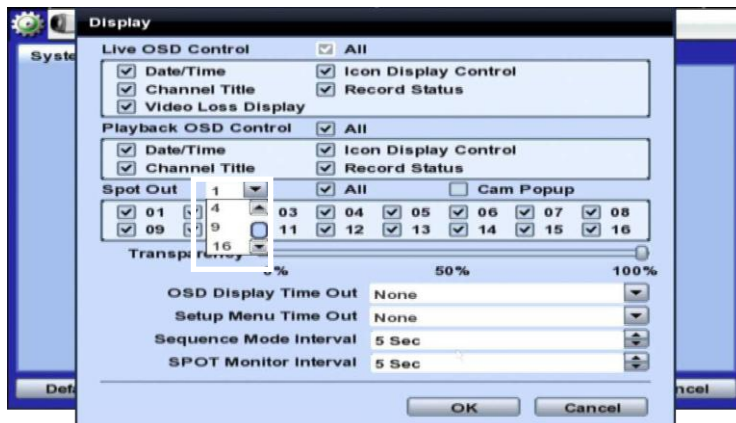 Display
Syste
Live OSD Control All
Date/Time Icon Display Control
Channel Title Record Status
Video Loss Display
Playback OSD Control All
Date/Time Icon Display Control
Channel Title Record Status
Spot Out 1 All Cam Popup
01 4 03 04 05 06 07 08
09 9 11 12 13 14 15 16
16
0% 50% 100%
OSD Display Time Out None
Setup Menu Time Out None
Sequence Mode Interval 5 Sec
SPOT Monitor Interval 5 Sec
Defa ncel
OK Cancel